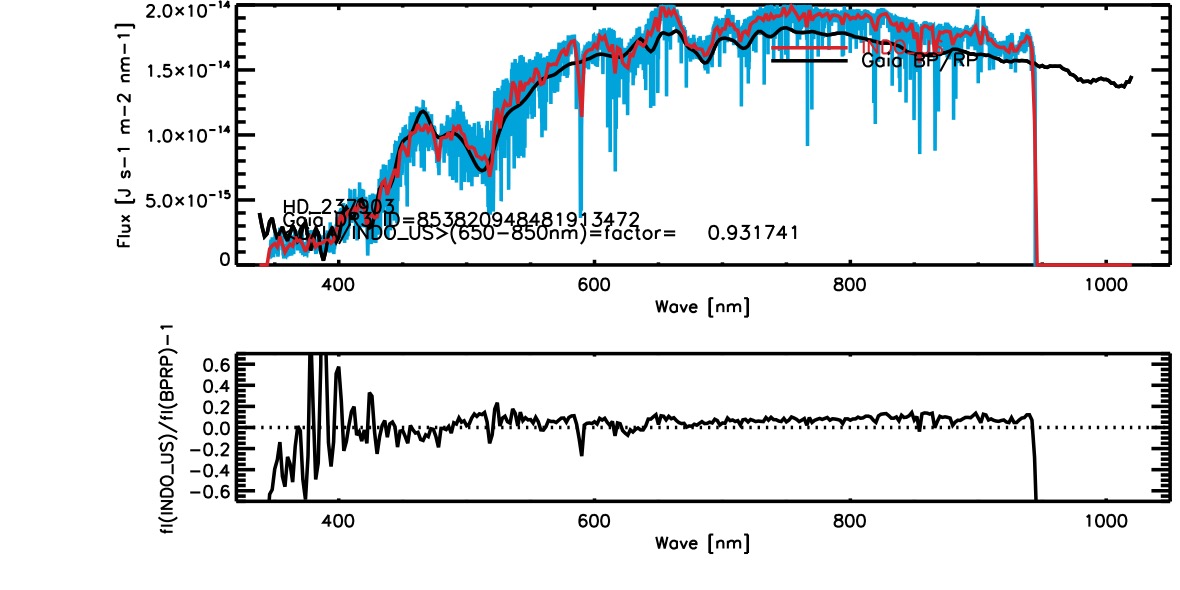 2.0×10⁻¹⁴
1.5×10⁻¹⁴
1.0×10⁻¹⁴
5.0×10⁻¹⁵
0
Flux [J s−1 m−2 nm−1]
INDO
Gaia BP/RP
HD_237903
Gaia DR3 ID=853820948481913472
/INDO_US>(650−850nm)=factor= 0.931741
400 600 800 1000
Wave [nm]
fl(INDO_US)/fl(BPRP)−1
0.6
0.4
0.2
0.0
−0.2
−0.4
−0.6
400 600 800 1000
Wave [nm]